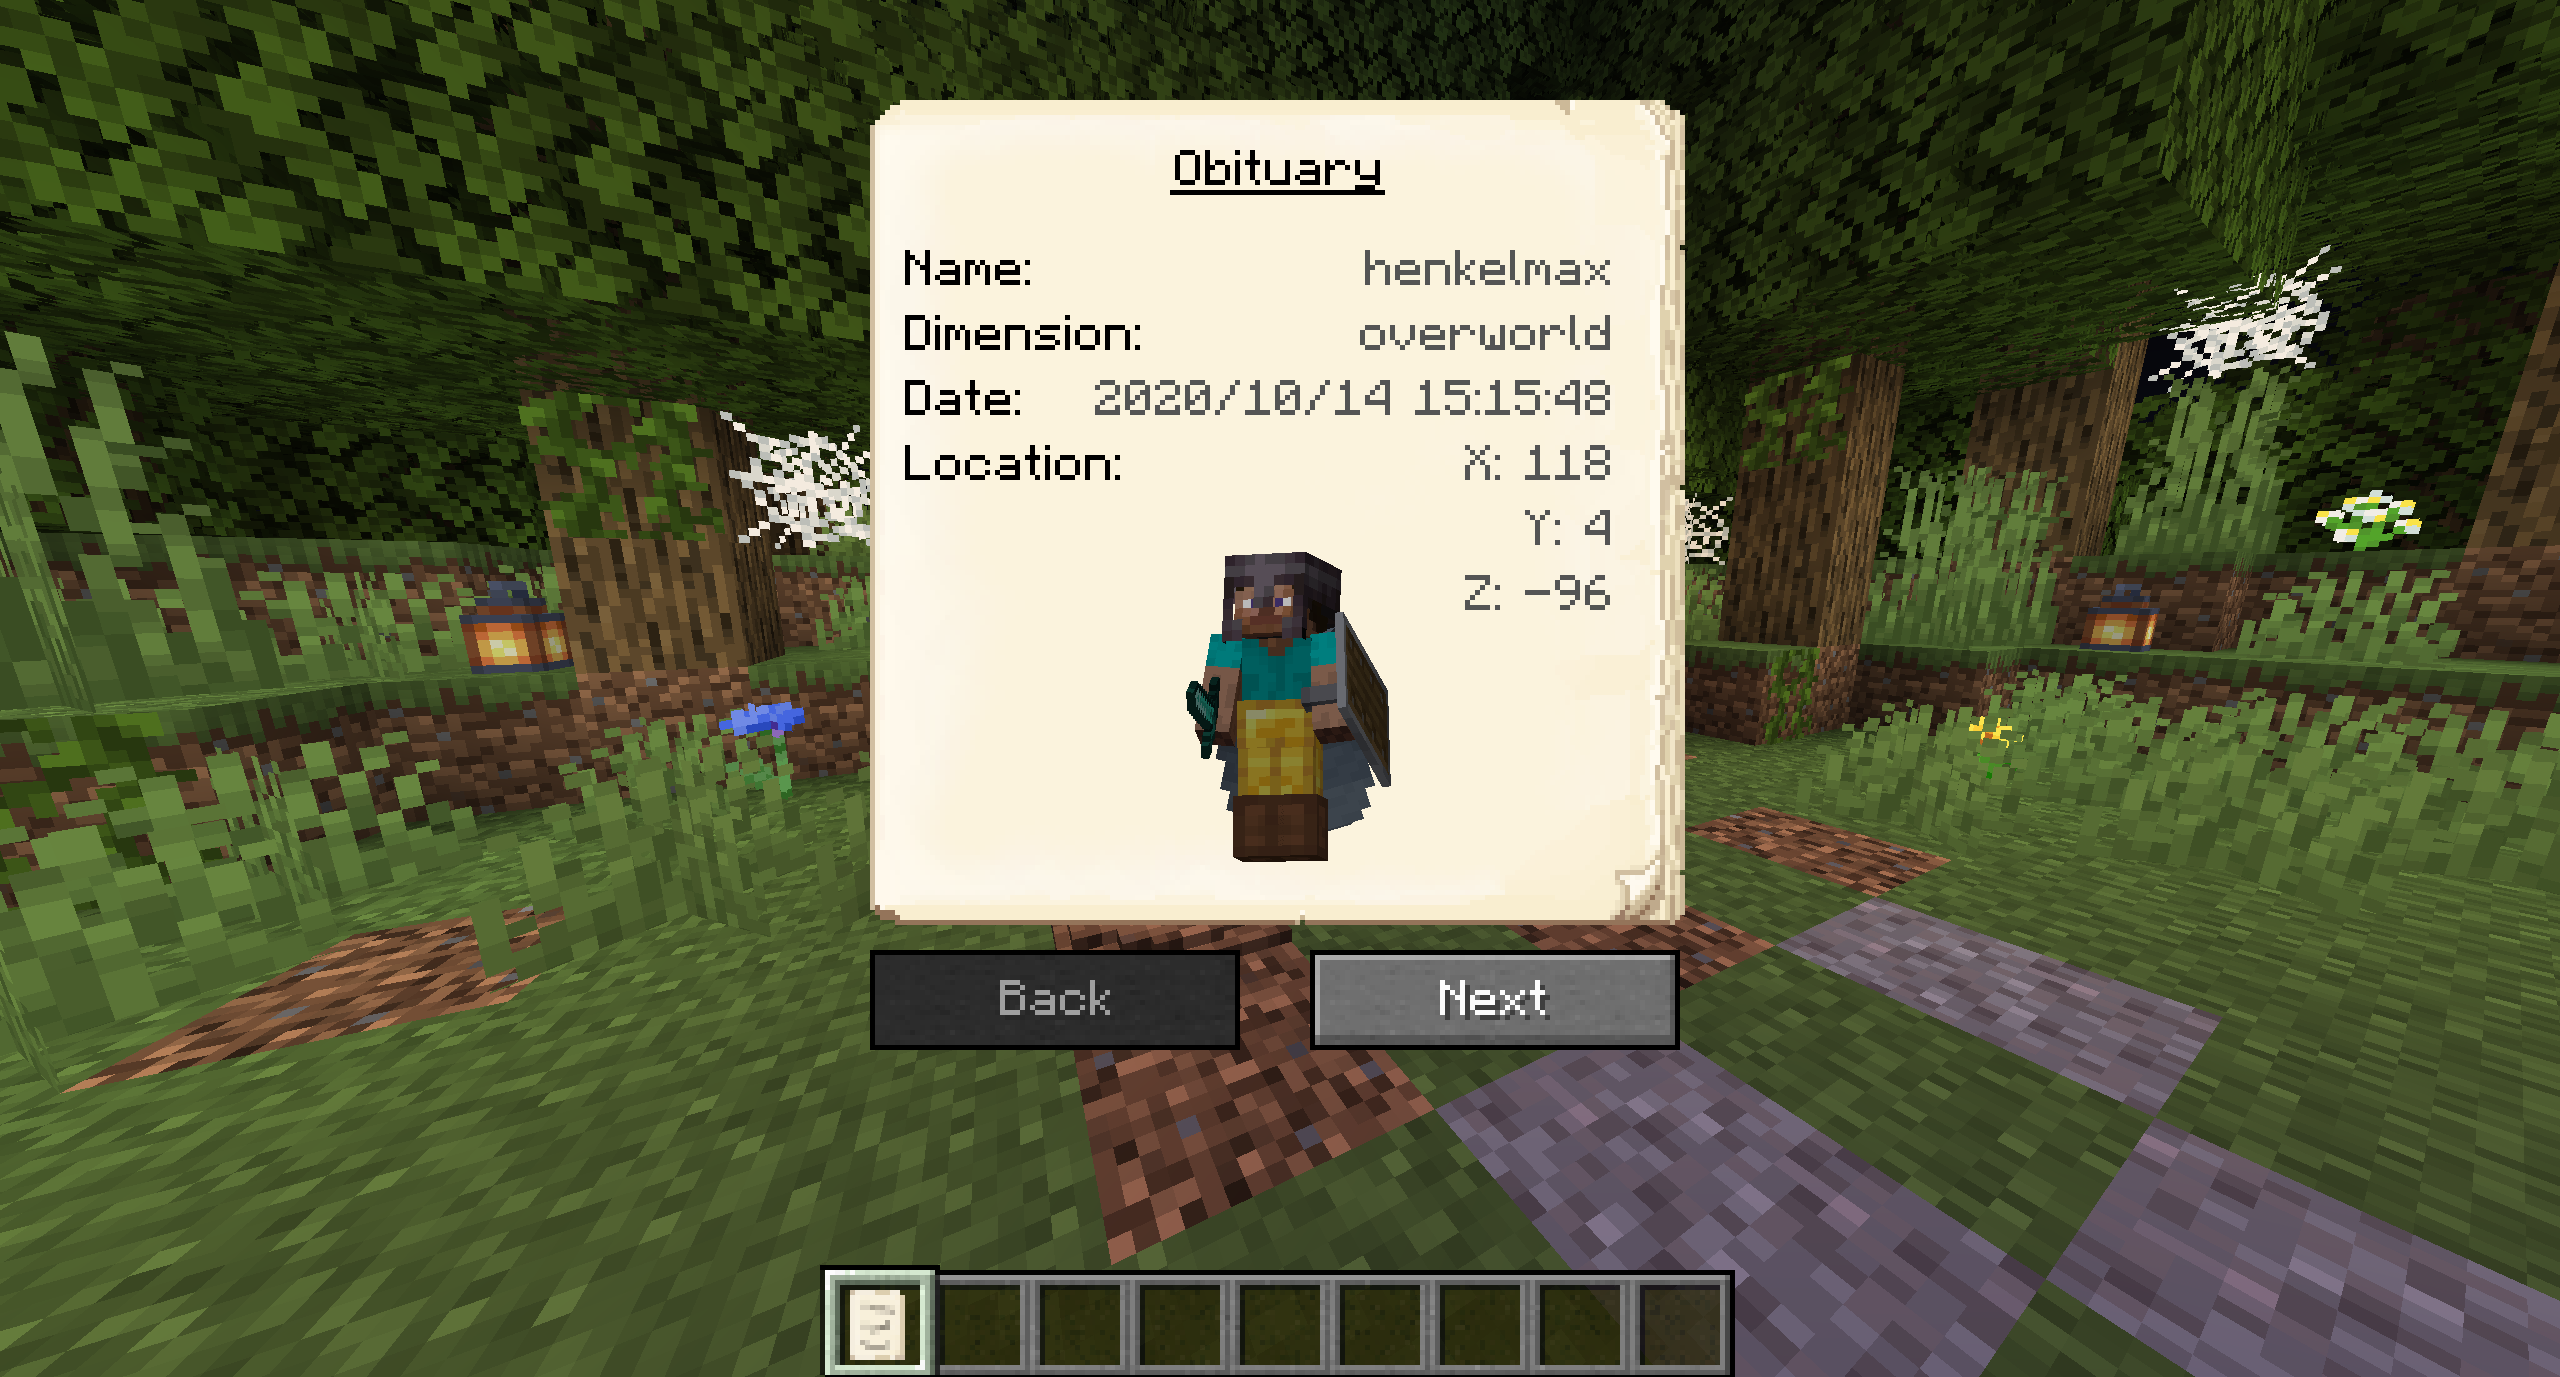 Obituary
Name: henkelmax
Dimension: overworld
Date: 2020/10/14 15:15:48
Location: X: 118
Y: 4
Z: -96
Back Next